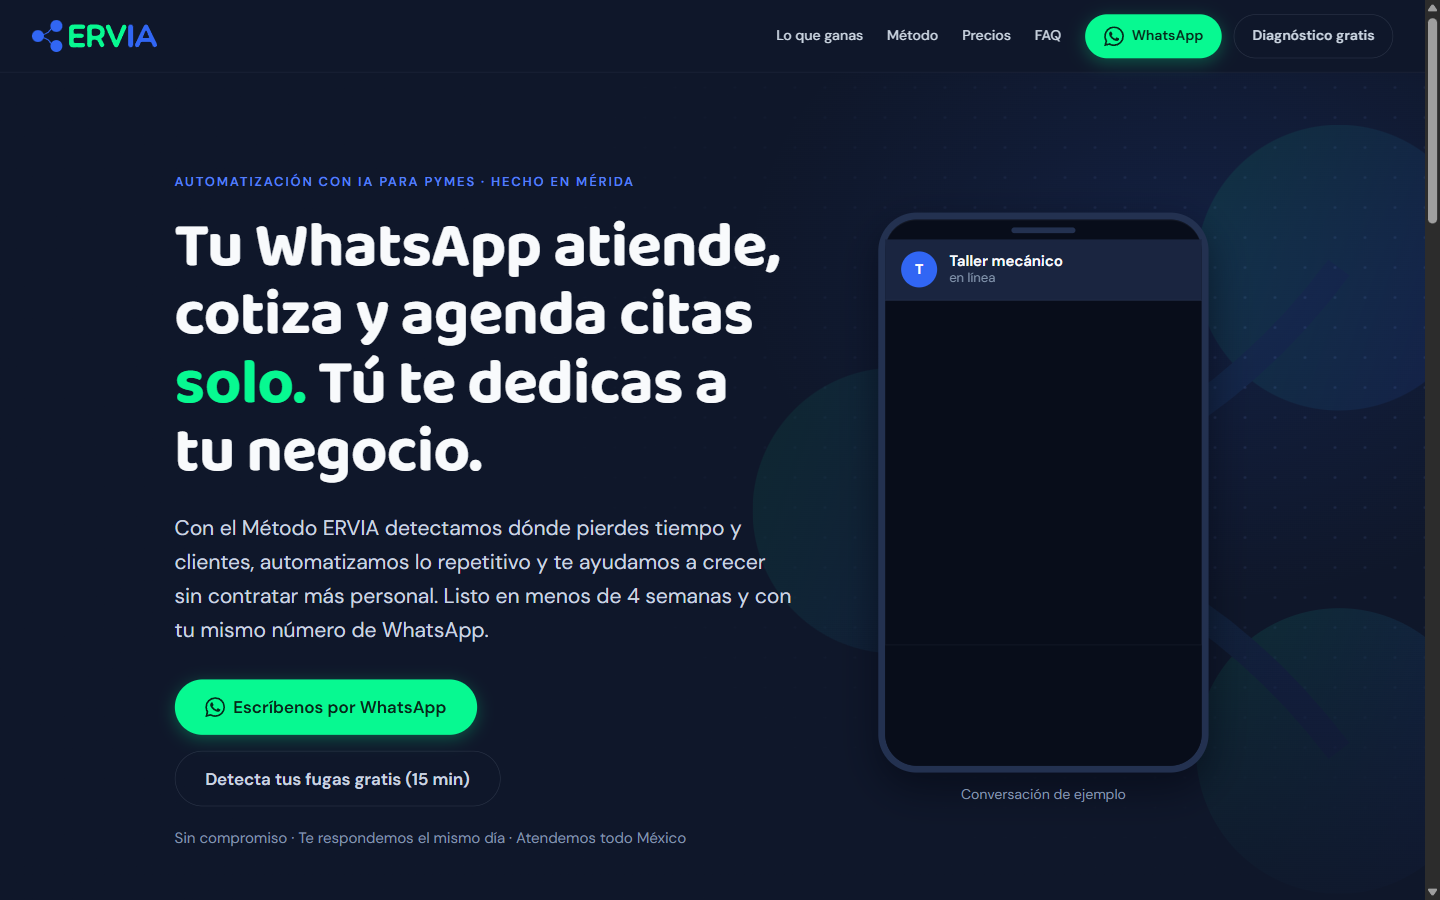 ERVIA
Lo que ganas
Método
Precios
FAQ
WhatsApp
Diagnóstico gratis
AUTOMATIZACIÓN CON IA PARA PYMES · HECHO EN MÉRIDA
Tu WhatsApp atiende,
cotiza y agenda citas
solo. Tú te dedicas a
tu negocio.
Con el Método ERVIA detectamos dónde pierdes tiempo y
clientes, automatizamos lo repetitivo y te ayudamos a crecer
sin contratar más personal. Listo en menos de 4 semanas y con
tu mismo número de WhatsApp.
Escríbenos por WhatsApp
Detecta tus fugas gratis (15 min)
Sin compromiso · Te respondemos el mismo día · Atendemos todo México
T
Taller mecánico
en línea
Conversación de ejemplo